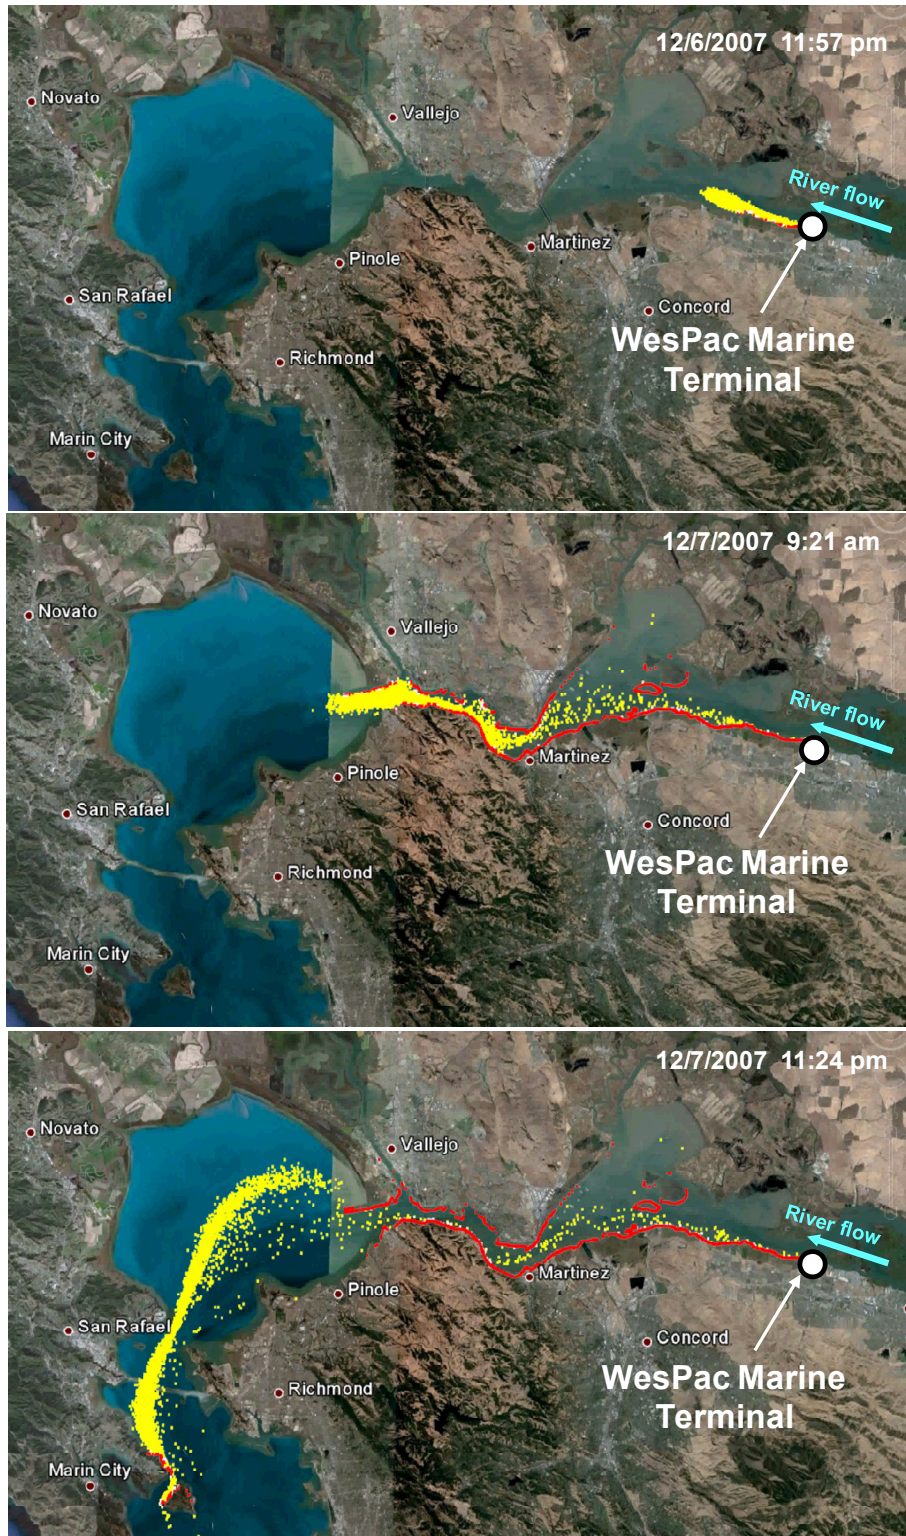 12/6/2007 11:57 pm
Novato
Vallejo
River flow
Martinez
Pinole
San Rafael
Concord
WesPac Marine
Terminal
Richmond
Marin City
12/7/2007 9:21 am
Novato
Vallejo
River flow
Martinez
Pinole
San Rafael
Concord
WesPac Marine
Terminal
Richmond
Marin City
12/7/2007 11:24 pm
Novato
Vallejo
River flow
Martinez
Pinole
San Rafael
Concord
WesPac Marine
Terminal
Richmond
Marin City